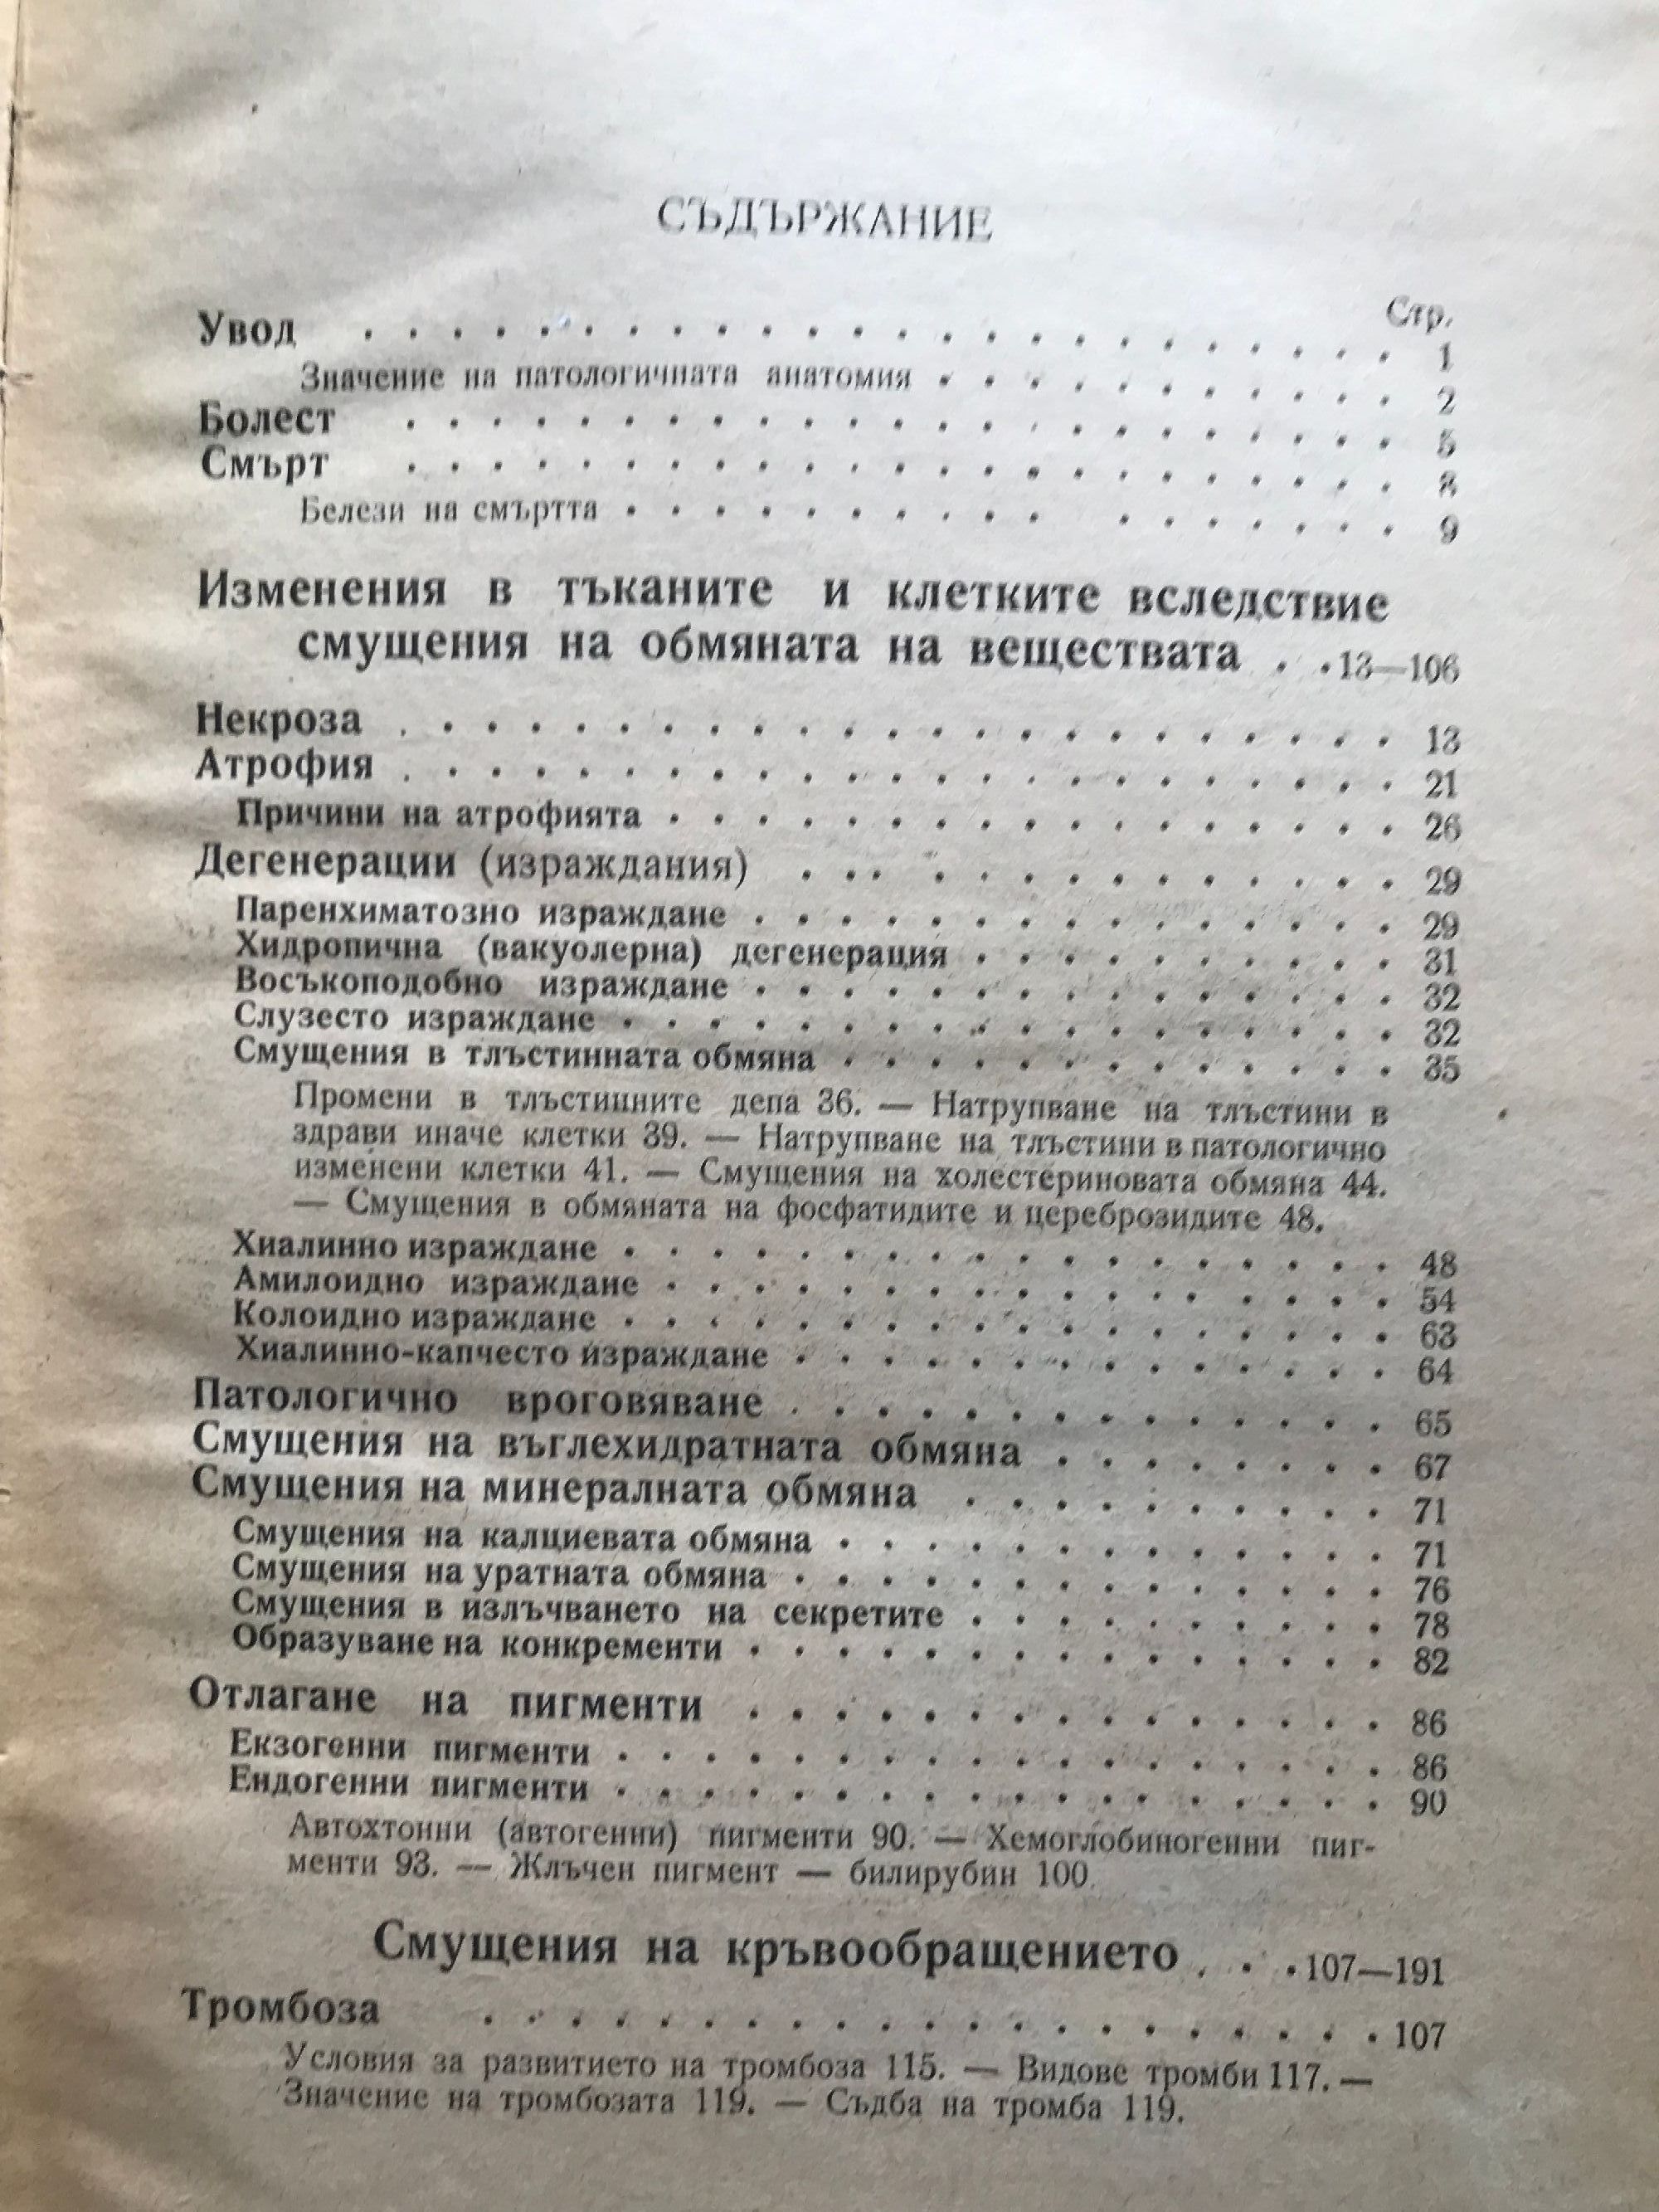 СЪДЪРЖАНИЕ
Стр.
Увод . . . . . . . . . . . . . . . . . . . . . . . . 1
Значение на патологичната анатомия . . . . . . . . . . . 2
Болест . . . . . . . . . . . . . . . . . . . . . . . 5
Смърт . . . . . . . . . . . . . . . . . . . . . . . 8
Белези на смъртта . . . . . . . . . . . . . . . . . 9
Изменения в тъканите и клетките вследствие
смущения на обмяната на веществата . . . 13—106
Некроза . . . . . . . . . . . . . . . . . . . . . . . 13
Атрофия . . . . . . . . . . . . . . . . . . . . . . . 21
Причини на атрофията . . . . . . . . . . . . . . . . . 26
Дегенерации (израждания) . . . . . . . . . . . . . . 29
Паренхиматозно израждане . . . . . . . . . . . . . . . 29
Хидропична (вакуолерна) дегенерация . . . . . . . . . . 31
Восъкоподобно израждане . . . . . . . . . . . . . . . 32
Слузесто израждане . . . . . . . . . . . . . . . . . . 32
Смущения в тлъстинната обмяна . . . . . . . . . . . . . 35
Промени в тлъстинните депа 36. — Натрупване на тлъстини в
здрави иначе клетки 39. — Натрупване на тлъстини в патологично
изменени клетки 41. — Смущения на холестериновата обмяна 44.
— Смущения в обмяната на фосфатидите и цереброзидите 48.
Хиалинно израждане . . . . . . . . . . . . . . . . . . 48
Амилоидно израждане . . . . . . . . . . . . . . . . . 54
Колоидно израждане . . . . . . . . . . . . . . . . . . 63
Хиалинно-капчесто израждане . . . . . . . . . . . . . . 64
Патологично вроговяване . . . . . . . . . . . . . . 65
Смущения на въглехидратната обмяна . . . . . . . . 67
Смущения на минералната обмяна . . . . . . . . . . 71
Смущения на калциевата обмяна . . . . . . . . . . . . . 71
Смущения на уратната обмяна . . . . . . . . . . . . . . 76
Смущения в излъчването на секретите . . . . . . . . . . 78
Образуване на конкременти . . . . . . . . . . . . . . . 82
Отлагане на пигменти . . . . . . . . . . . . . . . 86
Екзогенни пигменти . . . . . . . . . . . . . . . . . . 86
Ендогенни пигменти . . . . . . . . . . . . . . . . . . 90
Автохтонни (автогенни) пигменти 90. — Хемоглобиногенни пиг-
менти 93. — Жлъчен пигмент — билирубин 100.
Смущения на кръвообращението . . . 107—191
Тромбоза . . . . . . . . . . . . . . . . . . . . . 107
Условия за развитието на тромбоза 115. — Видове тромби 117. —
Значение на тромбозата 119. — Съдба на тромба 119.